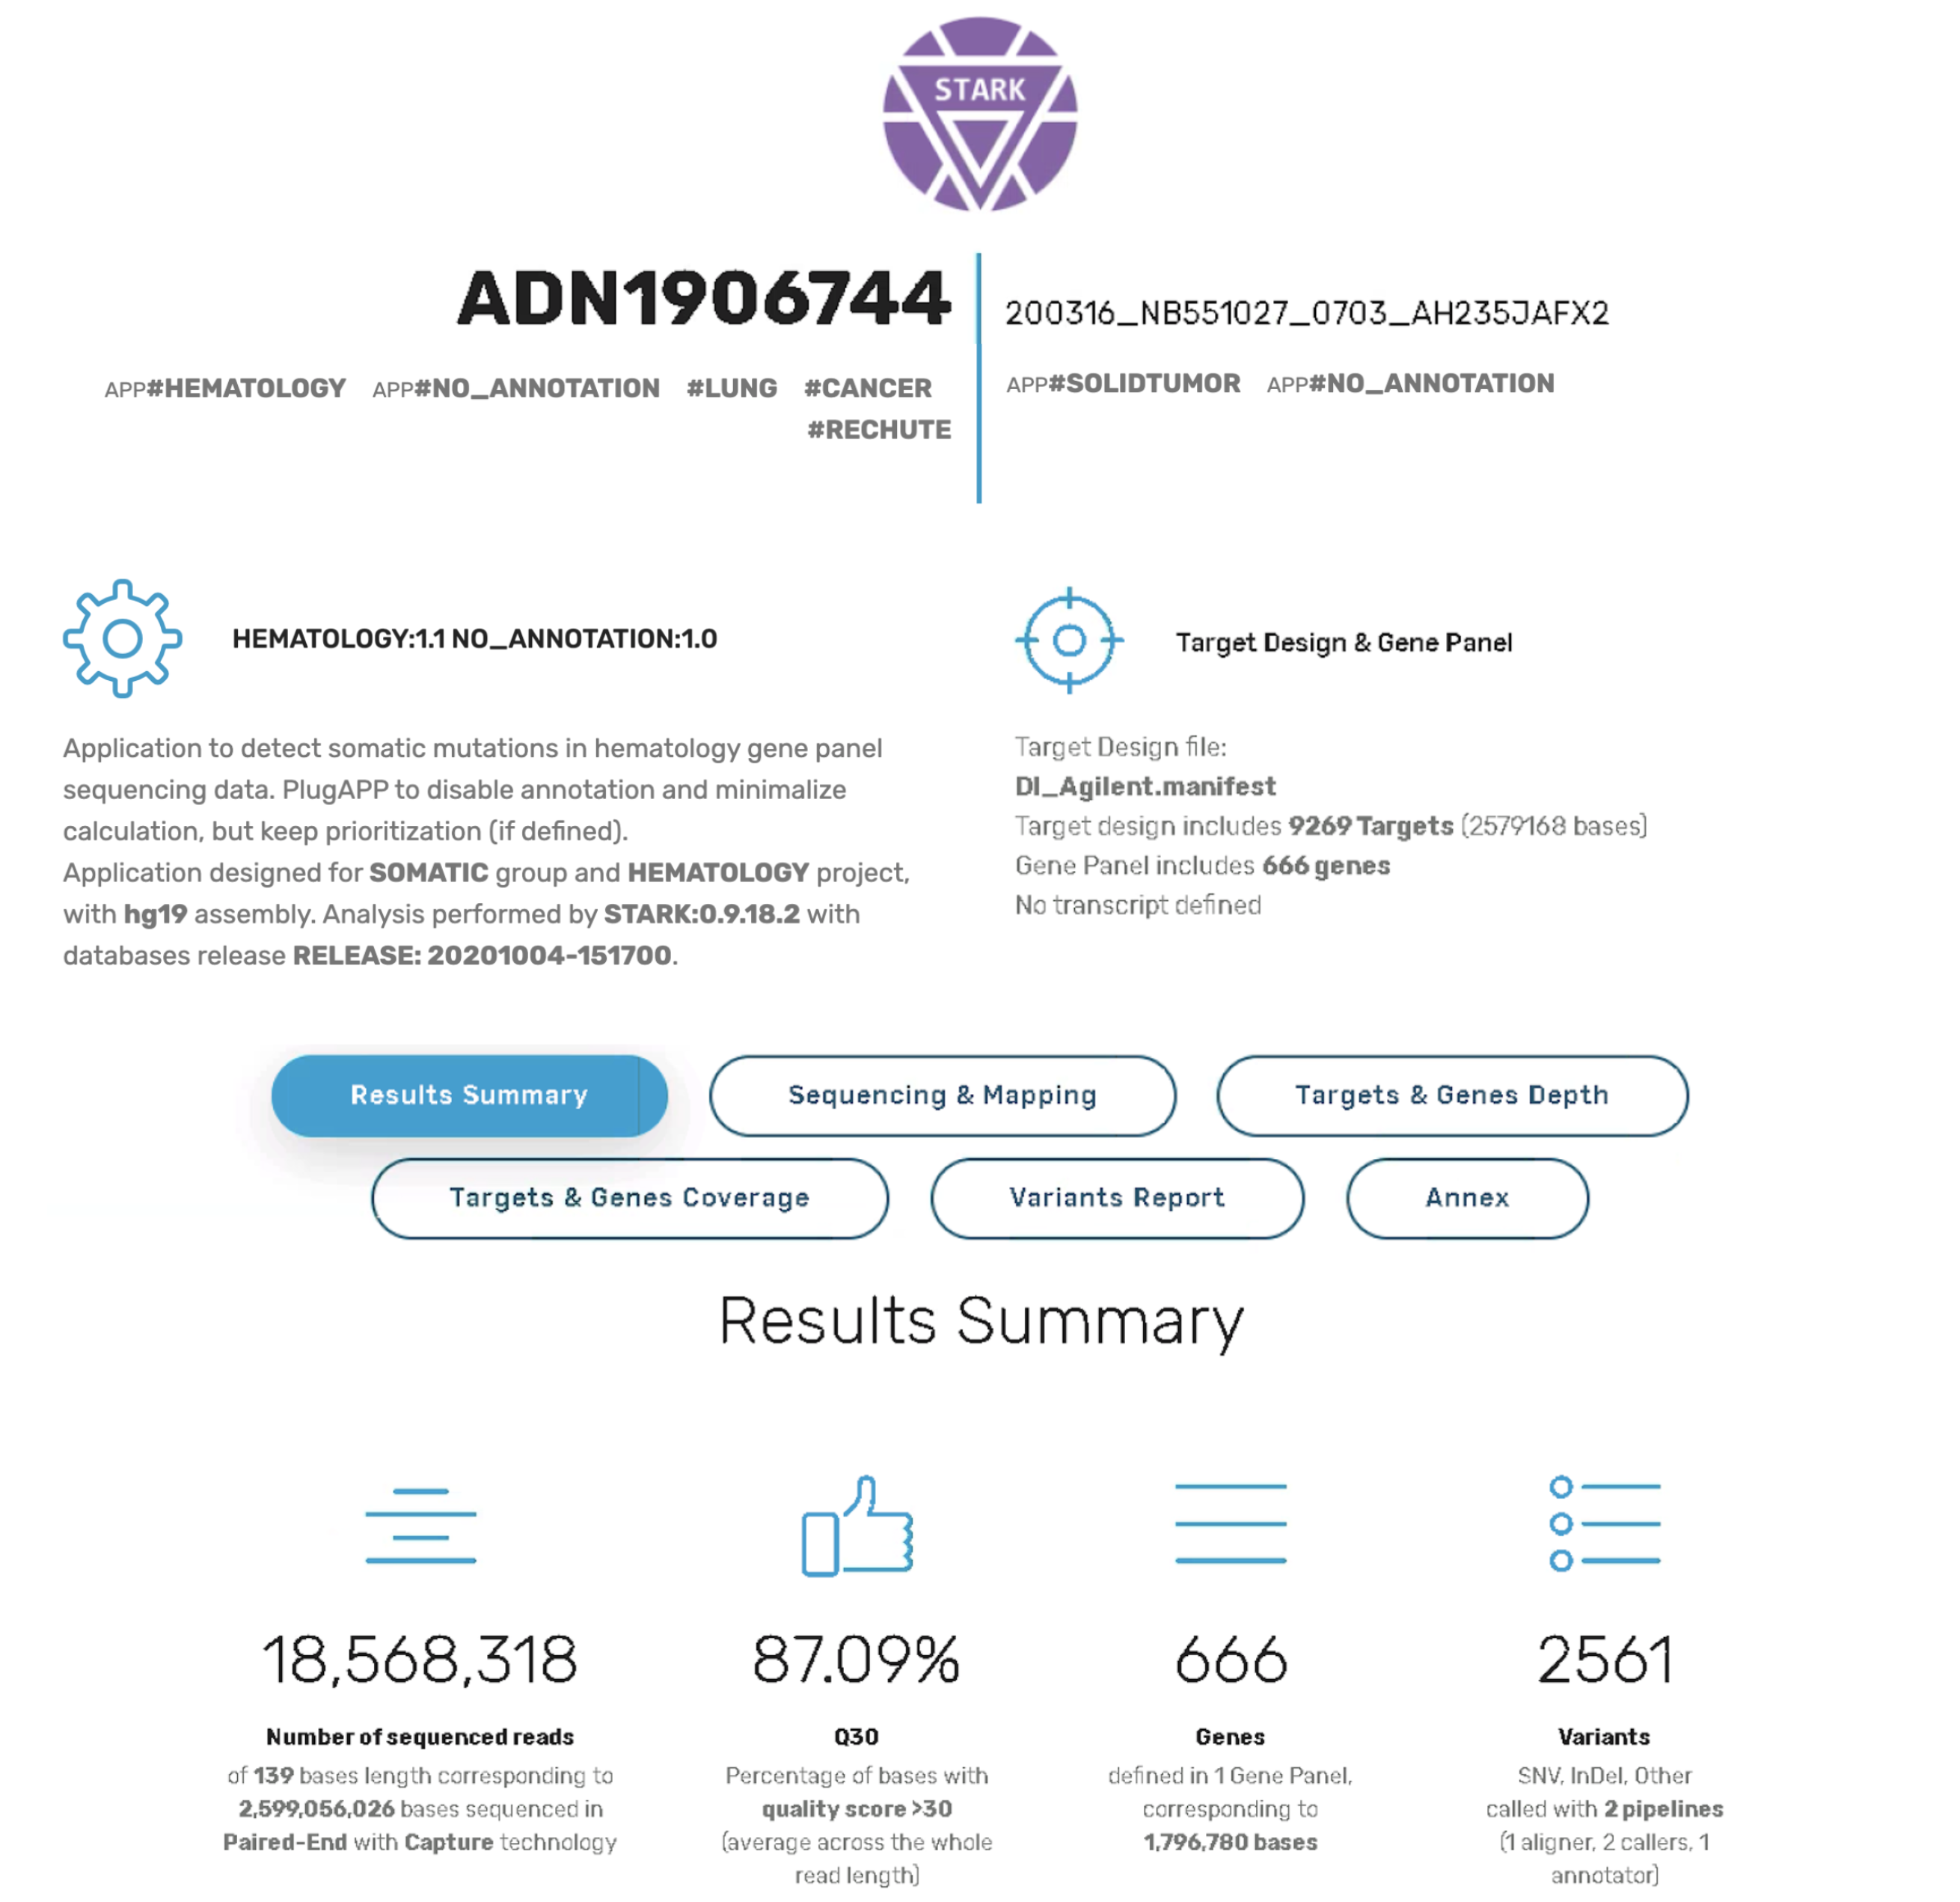 STARK
ADN1906744
APP#HEMATOLOGY APP#NO_ANNOTATION #LUNG #CANCER
#RECHUTE
200316_NB551027_0703_AH235JAFX2
APP#SOLIDTUMOR APP#NO_ANNOTATION
HEMATOLOGY:1.1 NO_ANNOTATION:1.0
Application to detect somatic mutations in hematology gene panel
sequencing data. PlugAPP to disable annotation and minimalize
calculation, but keep prioritization (if defined).
Application designed for SOMATIC group and HEMATOLOGY project,
with hg19 assembly. Analysis performed by STARK:0.9.18.2 with
databases release RELEASE: 20201004-151700.
Target Design & Gene Panel
Target Design file:
DI_Agilent.manifest
Target design includes 9269 Targets (2579168 bases)
Gene Panel includes 666 genes
No transcript defined
Results Summary
Sequencing & Mapping
Targets & Genes Depth
Targets & Genes Coverage
Variants Report
Annex
Results Summary
18,568,318
Number of sequenced reads
of 139 bases length corresponding to
2,599,056,026 bases sequenced in
Paired-End with Capture technology
87.09%
Q30
Percentage of bases with
quality score >30
(average across the whole
read length)
666
Genes
defined in 1 Gene Panel,
corresponding to
1,796,780 bases
2561
Variants
SNV, InDel, Other
called with 2 pipelines
(1 aligner, 2 callers, 1
annotator)